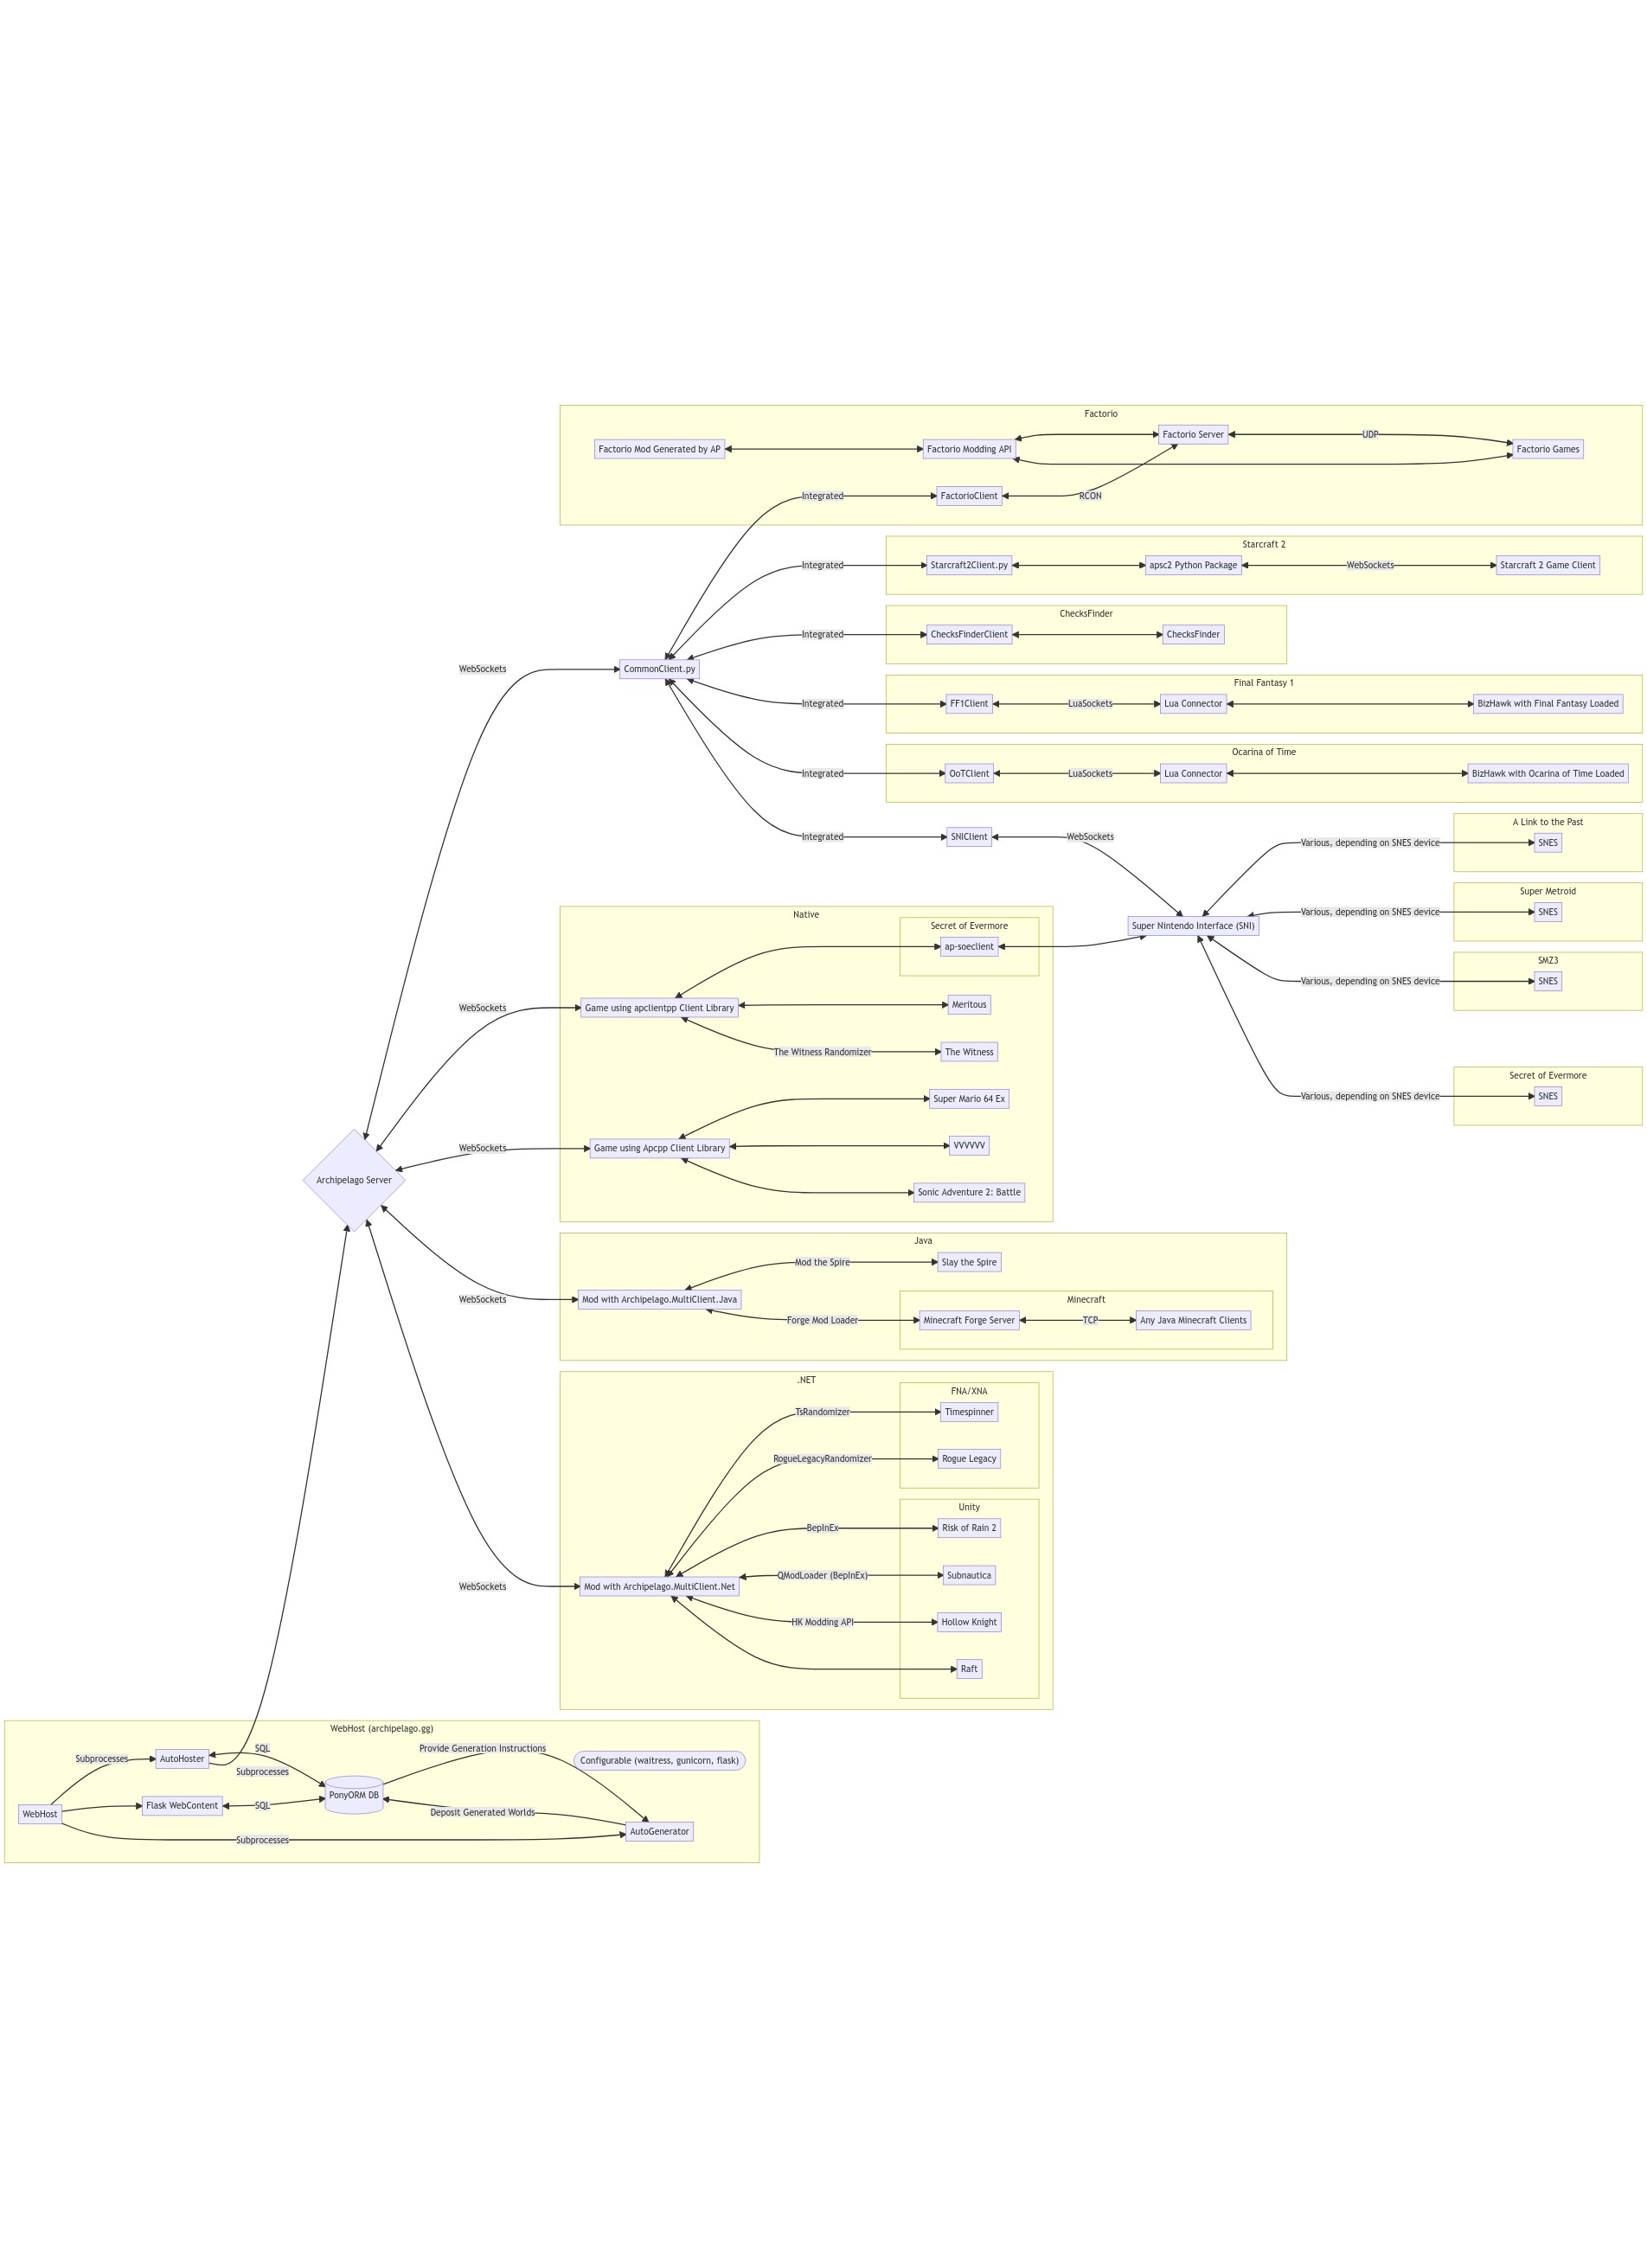 Factorio
Factorio Mod Generated by AP
Factorio Modding API
Factorio Server
UDP
Factorio Games
Integrated
FactorioClient
RCON
Starcraft 2
Integrated
Starcraft2Client.py
apsc2 Python Package
WebSockets
Starcraft 2 Game Client
ChecksFinder
Integrated
ChecksFinderClient
ChecksFinder
WebSockets
CommonClient.py
Final Fantasy 1
Integrated
FF1Client
LuaSockets
Lua Connector
BizHawk with Final Fantasy Loaded
Ocarina of Time
Integrated
OoTClient
LuaSockets
Lua Connector
BizHawk with Ocarina of Time Loaded
Integrated
SNIClient
WebSockets
A Link to the Past
Various, depending on SNES device
SNES
Super Metroid
Various, depending on SNES device
SNES
Super Nintendo Interface (SNI)
SMZ3
Various, depending on SNES device
SNES
Secret of Evermore
Various, depending on SNES device
SNES
Native
Secret of Evermore
ap-soeclient
WebSockets
Game using apclientpp Client Library
Meritous
The Witness Randomizer
The Witness
Super Mario 64 Ex
WebSockets
Game using Apcpp Client Library
VVVVVV
Sonic Adventure 2: Battle
Archipelago Server
Java
Mod the Spire
Slay the Spire
WebSockets
Mod with Archipelago.MultiClient.Java
Minecraft
Forge Mod Loader
Minecraft Forge Server
TCP
Any Java Minecraft Clients
.NET
FNA/XNA
TsRandomizer
Timespinner
RogueLegacyRandomizer
Rogue Legacy
Unity
BepInEx
Risk of Rain 2
QModLoader (BepInEx)
Subnautica
WebSockets
Mod with Archipelago.MultiClient.Net
HK Modding API
Hollow Knight
Raft
WebHost (archipelago.gg)
Subprocesses
AutoHoster
SQL
Subprocesses
Provide Generation Instructions
Configurable (waitress, gunicorn, flask)
PonyORM DB
WebHost
Flask WebContent
SQL
Deposit Generated Worlds
AutoGenerator
Subprocesses